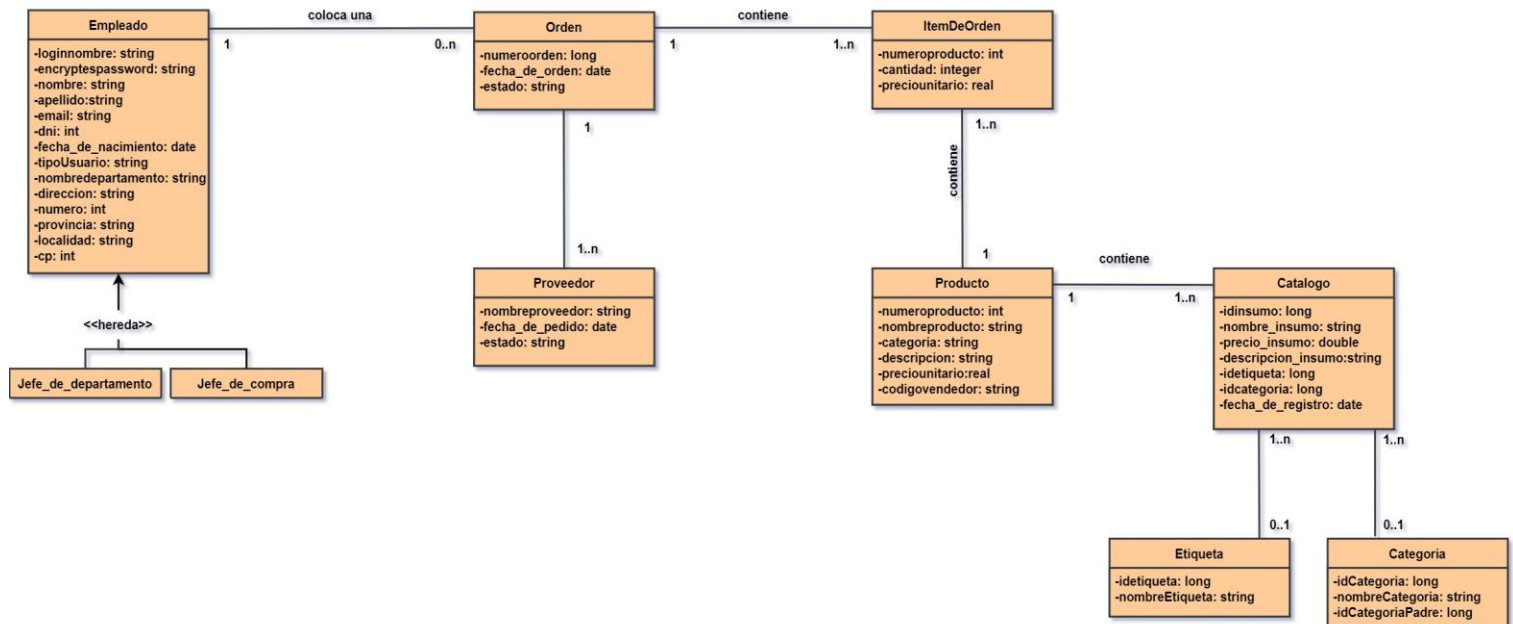 Empleado
-loginnombre: string
-encryptespassword: string
-nombre: string
-apellido:string
-email: string
-dni: int
-fecha_de_nacimiento: date
-tipoUsuario: string
-nombredepartamento: string
-direccion: string
-numero: int
-provincia: string
-localidad: string
-cp: int
coloca una
1
0..n
Orden
-numeroorden: long
-fecha_de_orden: date
-estado: string
contiene
1
1..n
ItemDeOrden
-numeroproducto: int
-cantidad: integer
-preciounitario: real
1
1..n
Proveedor
-nombreproveedor: string
-fecha_de_pedido: date
-estado: string
1..n
contiene
1
Producto
-numeroproducto: int
-nombreproducto: string
-categoria: string
-descripcion: string
-preciounitario:real
-codigovendedor: string
contiene
1
1..n
Catalogo
-idinsumo: long
-nombre_insumo: string
-precio_insumo: double
-descripcion_insumo:string
-idetiqueta: long
-idcategoria: long
-fecha_de_registro: date
<<hereda>>
Jefe_de_departamento
Jefe_de_compra
1..n
1..n
0..1
0..1
Etiqueta
-idetiqueta: long
-nombreEtiqueta: string
Categoria
-idCategoria: long
-nombreCategoria: string
-idCategoriaPadre: long